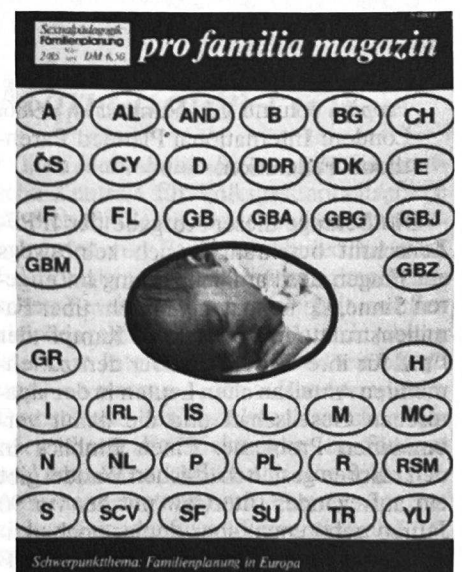 Sexualpädagogik
Familienplanung
pro familia magazin
DM 6,50
A AL AND B BG CH
ČS CY D DDR DK E
F FL GB GBA GBG GBJ
GBM GBZ
GR H
I IRL IS L M MC
N NL P PL R RSM
S SCV SF SU TR YU
Schwerpunktthema: Familienplanung in Europa